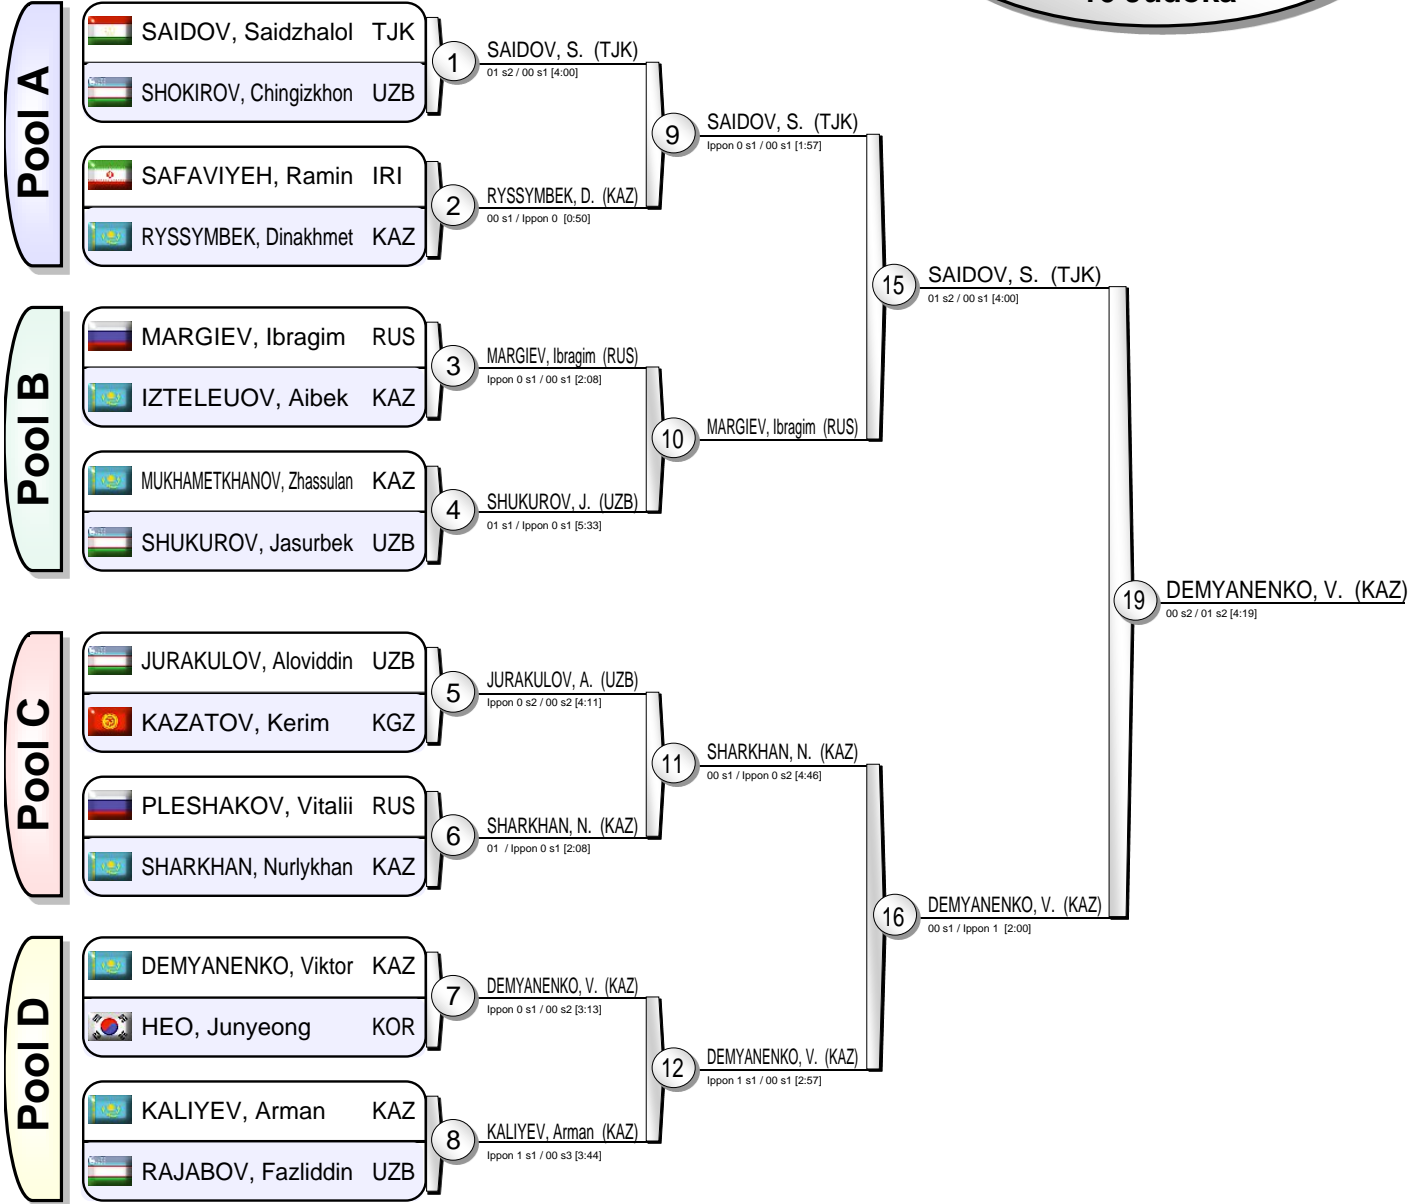 16 Judoka
Pool A
SAIDOV, Saidzhalol TJK
SHOKIROV, Chingizkhon UZB
SAFAVIYEH, Ramin IRI
RYSSYMBEK, Dinakhmet KAZ
1
SAIDOV, S. (TJK)
01 s2 / 00 s1 [4:00]
2
RYSSYMBEK, D. (KAZ)
00 s1 / Ippon 0 [0:50]
9
SAIDOV, S. (TJK)
Ippon 0 s1 / 00 s1 [1:57]
Pool B
MARGIEV, Ibragim RUS
IZTELEUOV, Aibek KAZ
MUKHAMETKHANOV, Zhassulan KAZ
SHUKUROV, Jasurbek UZB
3
MARGIEV, Ibragim (RUS)
Ippon 0 s1 / 00 s1 [2:08]
4
SHUKUROV, J. (UZB)
01 s1 / Ippon 0 s1 [5:33]
10
MARGIEV, Ibragim (RUS)
15
SAIDOV, S. (TJK)
01 s2 / 00 s1 [4:00]
Pool C
JURAKULOV, Aloviddin UZB
KAZATOV, Kerim KGZ
PLESHAKOV, Vitalii RUS
SHARKHAN, Nurlykhan KAZ
5
JURAKULOV, A. (UZB)
Ippon 0 s2 / 00 s2 [4:11]
6
SHARKHAN, N. (KAZ)
01 / Ippon 0 s1 [2:08]
11
SHARKHAN, N. (KAZ)
00 s1 / Ippon 0 s2 [4:46]
Pool D
DEMYANENKO, Viktor KAZ
HEO, Junyeong KOR
KALIYEV, Arman KAZ
RAJABOV, Fazliddin UZB
7
DEMYANENKO, V. (KAZ)
Ippon 0 s1 / 00 s2 [3:13]
8
KALIYEV, Arman (KAZ)
Ippon 1 s1 / 00 s3 [3:44]
12
DEMYANENKO, V. (KAZ)
Ippon 1 s1 / 00 s1 [2:57]
16
DEMYANENKO, V. (KAZ)
00 s1 / Ippon 1 [2:00]
19
DEMYANENKO, V. (KAZ)
00 s2 / 01 s2 [4:19]